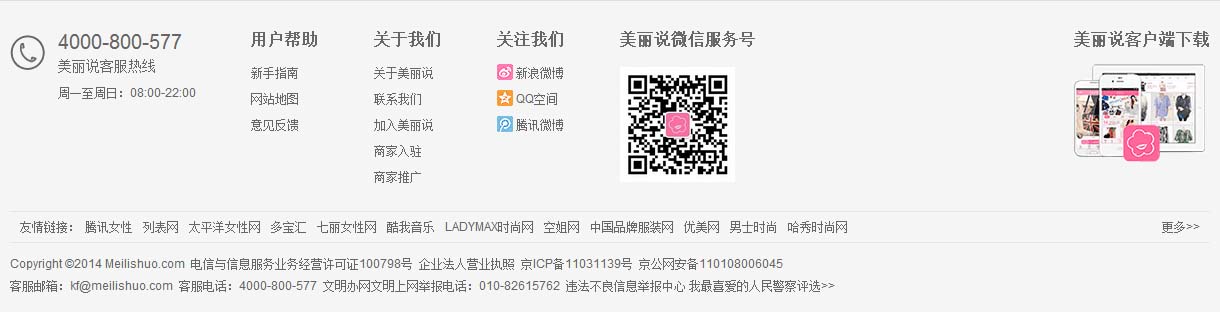 4000-800-577
美丽说客服热线
周一至周日：08:00-22:00
用户帮助
新手指南
网站地图
意见反馈
关于我们
关于美丽说
联系我们
加入美丽说
商家入驻
商家推广
关注我们
新浪微博
QQ空间
腾讯微博
美丽说微信服务号
美丽说客户端下载
友情链接： 腾讯女性 列表网 太平洋女性网 多宝汇 七丽女性网 酷我音乐 LADYMAX时尚网 空姐网 中国品牌服装网 优美网 男士时尚 哈秀时尚网 更多>>
Copyright ©2014 Meilishuo.com 电信与信息服务业务经营许可证100798号 企业法人营业执照 京ICP备11031139号 京公网安备110108006045
客服邮箱：kf@meilishuo.com 客服电话：4000-800-577 文明办网文明上网举报电话：010-82615762 违法不良信息举报中心 我最喜爱的人民警察评选>>